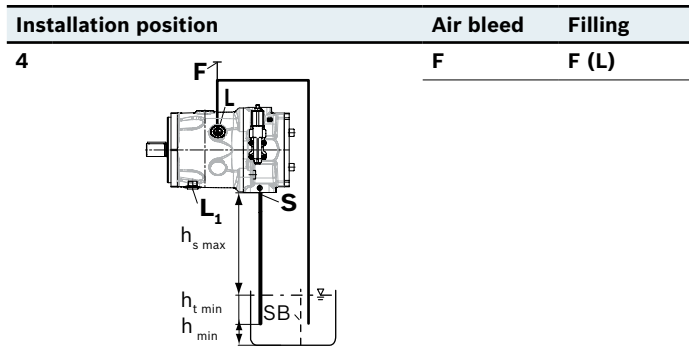 Installation position Air bleed Filling
4 F F (L)
F
L
L1
S
hs max
ht min
SB
h min